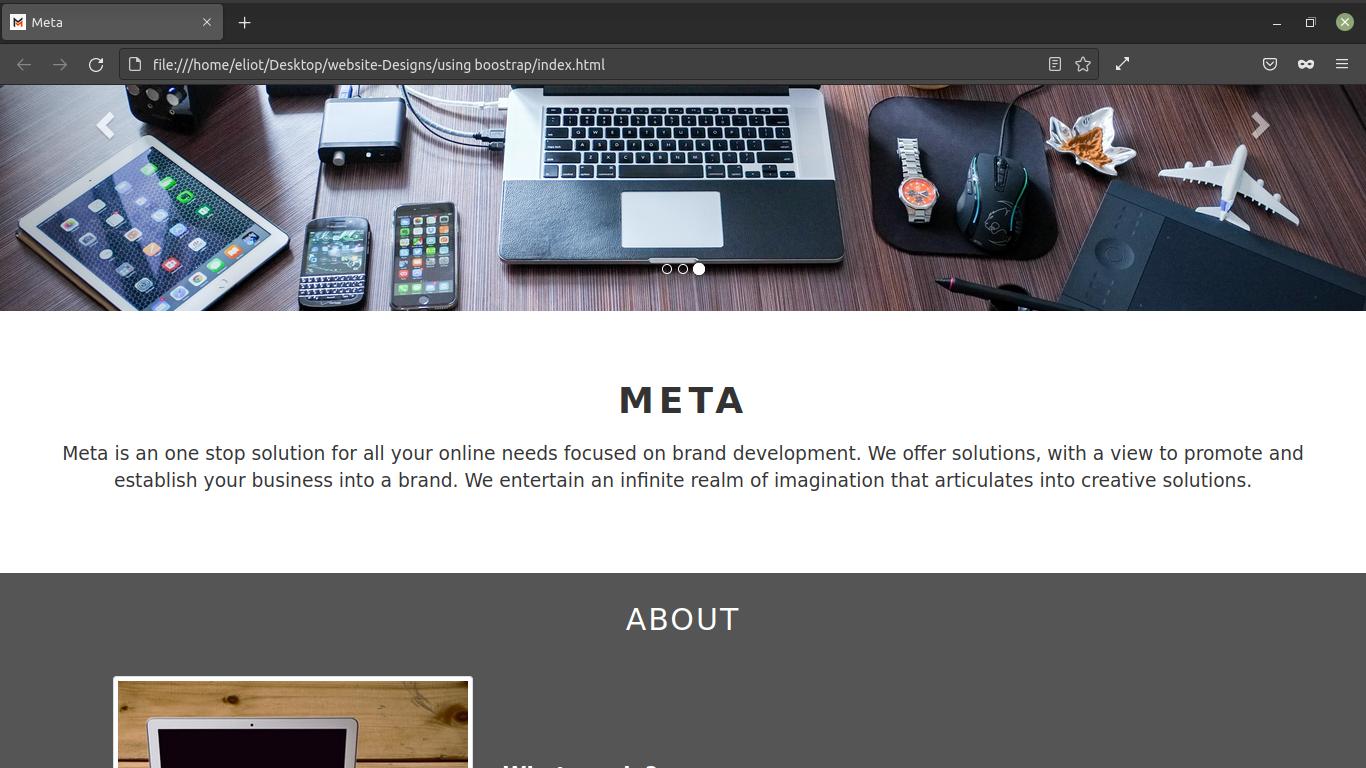 Meta
file:///home/eliot/Desktop/website-Designs/using boostrap/index.html
META
Meta is an one stop solution for all your online needs focused on brand development. We offer solutions, with a view to promote and
establish your business into a brand. We entertain an infinite realm of imagination that articulates into creative solutions.
ABOUT